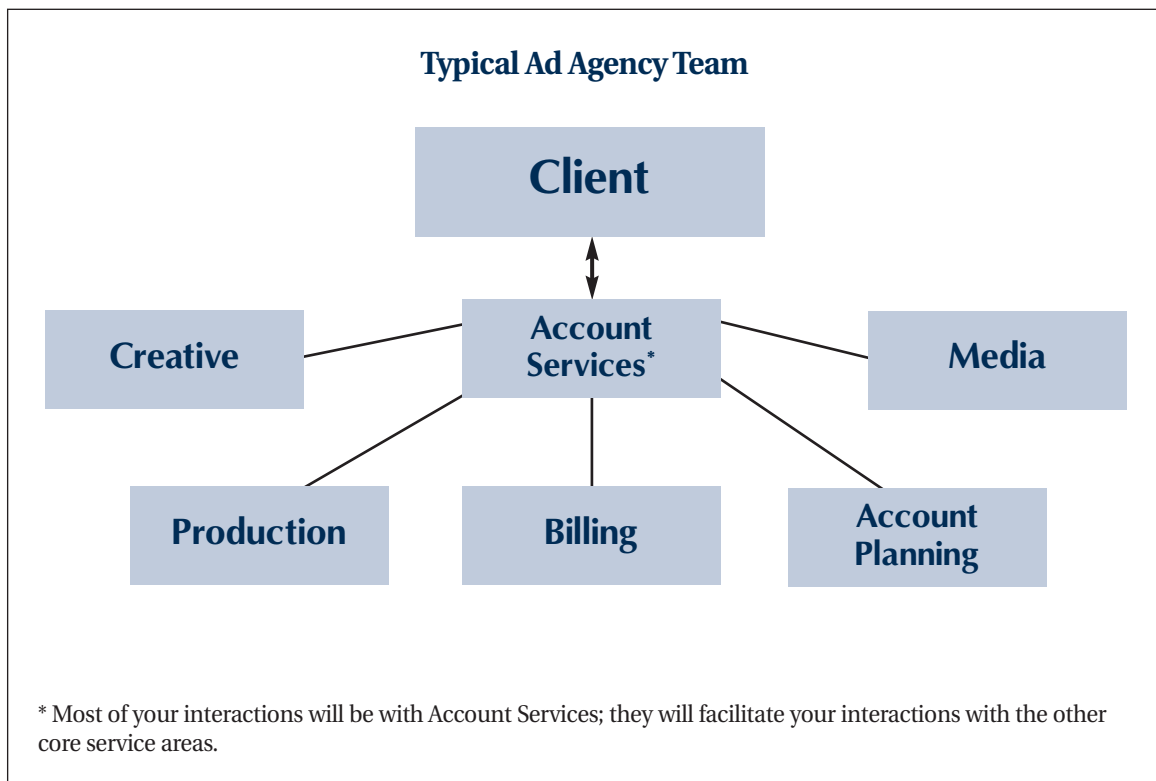 Typical Ad Agency Team
Client
Account
Services*
Creative
Media
Production
Billing
Account
Planning
* Most of your interactions will be with Account Services; they will facilitate your interactions with the other
core service areas.